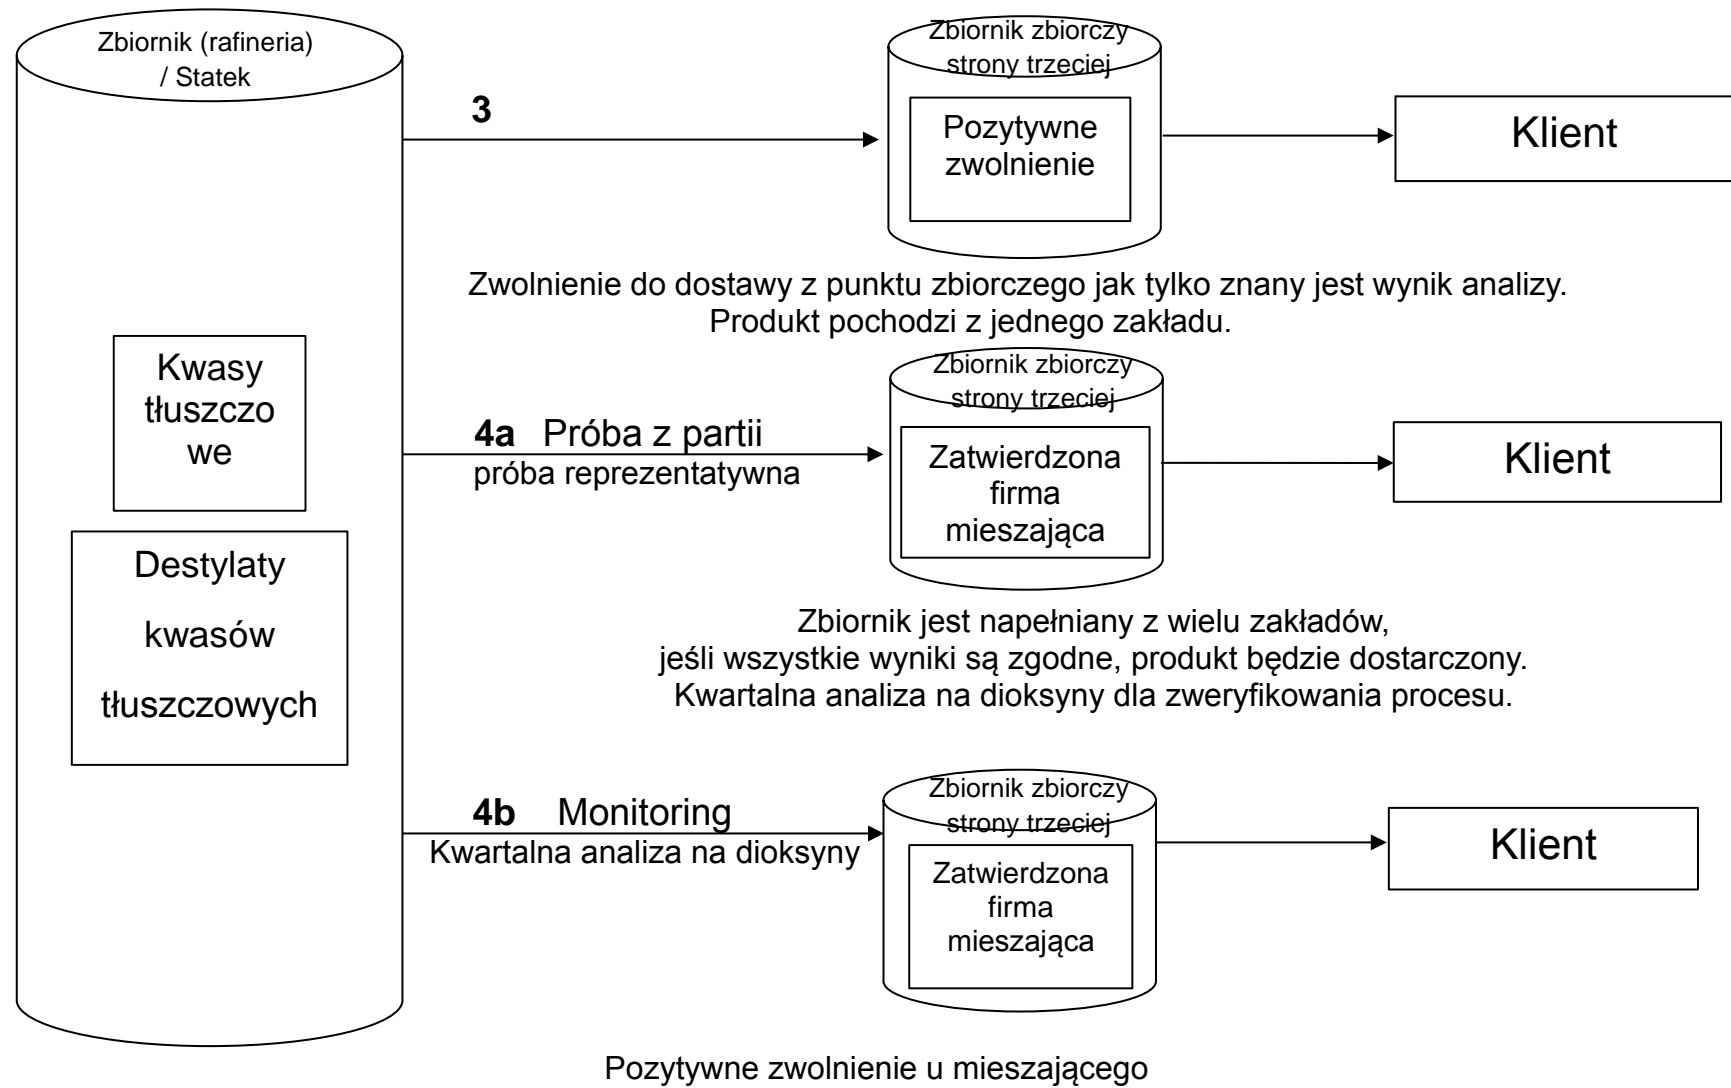 Zbiornik (rafineria)
/ Statek
Kwasy
tłuszczo
we
Destylaty
kwasów
tłuszczowych
3
Zbiornik zbiorczy
strony trzeciej
Pozytywne
zwolnienie
Klient
Zwolnienie do dostawy z punktu zbiorczego jak tylko znany jest wynik analizy.
Produkt pochodzi z jednego zakładu.
4a Próba z partii
próba reprezentatywna
Zbiornik zbiorczy
strony trzeciej
Zatwierdzona
firma
mieszająca
Klient
Zbiornik jest napełniany z wielu zakładów,
jeśli wszystkie wyniki są zgodne, produkt będzie dostarczony.
Kwartalna analiza na dioksyny dla zweryfikowania procesu.
4b Monitoring
Kwartalna analiza na dioksyny
Zbiornik zbiorczy
strony trzeciej
Zatwierdzona
firma
mieszająca
Klient
Pozytywne zwolnienie u mieszającego